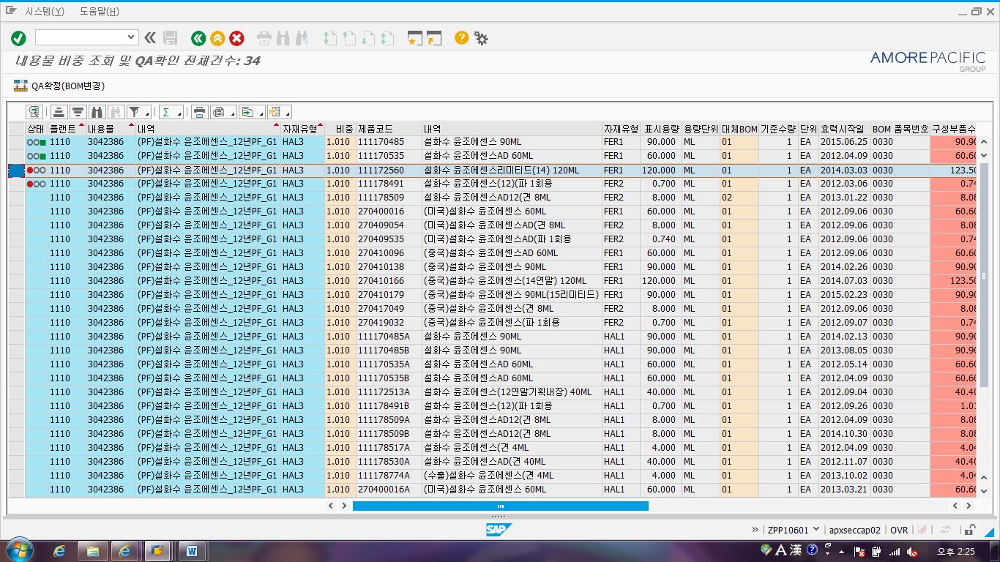 시스템(Y) 도움말(H)
내용물 비중 조회 및 QA확인 전체건수: 34
AMOREPACIFIC
GROUP
QA확정(BOM변경)
상태 플랜트 내용물 내역 자재유형 비중 제품코드 내역 자재유형 표시용량 용량단위 대체BOM 기준수량 단위 효력시작일 BOM 품목번호 구성부품수
1110 3042386 (PF)설화수 윤조에센스_12년PF_G1 HAL3 1.010 111170485 설화수 윤조에센스 90ML FER1 90.000 ML 01 1 EA 2015.06.25 0030 90.90
1110 3042386 (PF)설화수 윤조에센스_12년PF_G1 HAL3 1.010 111170535 설화수 윤조에센스AD 60ML FER1 60.000 ML 01 1 EA 2012.04.09 0030 60.60
1110 3042386 (PF)설화수 윤조에센스_12년PF_G1 HAL3 1.010 111172560 설화수 윤조에센스리미티드(14) 120ML FER1 120.000 ML 01 1 EA 2014.03.03 0030 123.50
1110 3042386 (PF)설화수 윤조에센스_12년PF_G1 HAL3 1.010 111178491 설화수 윤조에센스(12)(파 1회용 FER2 0.700 ML 01 1 EA 2012.03.06 0030 0.74
1110 3042386 (PF)설화수 윤조에센스_12년PF_G1 HAL3 1.010 111178509 설화수 윤조에센스AD12(견 8ML FER2 8.000 ML 02 1 EA 2013.01.22 0030 8.08
1110 3042386 (PF)설화수 윤조에센스_12년PF_G1 HAL3 1.010 270400016 (미국)설화수 윤조에센스 60ML FER1 60.000 ML 01 1 EA 2012.09.06 0030 60.60
1110 3042386 (PF)설화수 윤조에센스_12년PF_G1 HAL3 1.010 270409054 (미국)설화수 윤조에센스AD(견 8ML FER2 8.000 ML 01 1 EA 2012.09.06 0030 8.08
1110 3042386 (PF)설화수 윤조에센스_12년PF_G1 HAL3 1.010 270409535 (미국)설화수 윤조에센스AD(파 1회용 FER2 0.740 ML 01 1 EA 2012.09.06 0030 0.74
1110 3042386 (PF)설화수 윤조에센스_12년PF_G1 HAL3 1.010 270410096 (중국)설화수 윤조에센스AD 60ML FER1 60.000 ML 01 1 EA 2012.09.06 0030 60.60
1110 3042386 (PF)설화수 윤조에센스_12년PF_G1 HAL3 1.010 270410138 (중국)설화수 윤조에센스 90ML FER1 90.000 ML 01 1 EA 2014.02.26 0030 90.90
1110 3042386 (PF)설화수 윤조에센스_12년PF_G1 HAL3 1.010 270410166 (중국)설화수 윤조에센스(14연말) 120ML FER1 120.000 ML 01 1 EA 2014.07.03 0030 123.50
1110 3042386 (PF)설화수 윤조에센스_12년PF_G1 HAL3 1.010 270410179 (중국)설화수 윤조에센스 90ML(15리미티드) FER1 90.000 ML 01 1 EA 2015.02.23 0030 90.90
1110 3042386 (PF)설화수 윤조에센스_12년PF_G1 HAL3 1.010 270417049 (중국)설화수 윤조에센스(견 8ML FER2 8.000 ML 01 1 EA 2012.09.06 0030 8.08
1110 3042386 (PF)설화수 윤조에센스_12년PF_G1 HAL3 1.010 270419032 (중국)설화수 윤조에센스(파 1회용 FER2 0.700 ML 01 1 EA 2012.09.07 0030 0.74
1110 3042386 (PF)설화수 윤조에센스_12년PF_G1 HAL3 1.010 111170485A 설화수 윤조에센스 90ML HAL1 90.000 ML 01 1 EA 2014.02.13 0030 90.90
1110 3042386 (PF)설화수 윤조에센스_12년PF_G1 HAL3 1.010 111170485B 설화수 윤조에센스 90ML HAL1 90.000 ML 01 1 EA 2013.08.05 0030 90.90
1110 3042386 (PF)설화수 윤조에센스_12년PF_G1 HAL3 1.010 111170535A 설화수 윤조에센스AD 60ML HAL1 60.000 ML 01 1 EA 2012.05.14 0030 60.60
1110 3042386 (PF)설화수 윤조에센스_12년PF_G1 HAL3 1.010 111170535B 설화수 윤조에센스AD 60ML HAL1 60.000 ML 01 1 EA 2012.04.09 0030 60.60
1110 3042386 (PF)설화수 윤조에센스_12년PF_G1 HAL3 1.010 111172513A 설화수 윤조에센스(12연말기획내장) 40ML HAL1 40.000 ML 01 1 EA 2012.09.04 0030 40.40
1110 3042386 (PF)설화수 윤조에센스_12년PF_G1 HAL3 1.010 111178491B 설화수 윤조에센스(12)(파 1회용 HAL1 0.700 ML 01 1 EA 2012.09.26 0030 1.01
1110 3042386 (PF)설화수 윤조에센스_12년PF_G1 HAL3 1.010 111178509A 설화수 윤조에센스AD12(견 8ML HAL1 8.000 ML 01 1 EA 2012.04.09 0030 8.08
1110 3042386 (PF)설화수 윤조에센스_12년PF_G1 HAL3 1.010 111178509B 설화수 윤조에센스AD12(견 8ML HAL1 8.000 ML 01 1 EA 2014.10.30 0030 8.08
1110 3042386 (PF)설화수 윤조에센스_12년PF_G1 HAL3 1.010 111178517A 설화수 윤조에센스(견 4ML HAL1 4.000 ML 01 1 EA 2012.04.09 0030 4.04
1110 3042386 (PF)설화수 윤조에센스_12년PF_G1 HAL3 1.010 111178530A 설화수 윤조에센스AD(견 40ML HAL1 40.000 ML 01 1 EA 2012.11.07 0030 40.40
1110 3042386 (PF)설화수 윤조에센스_12년PF_G1 HAL3 1.010 111178774A (수출)설화수 윤조에센스(견 4ML HAL1 4.000 ML 01 1 EA 2013.10.02 0030 4.04
1110 3042386 (PF)설화수 윤조에센스_12년PF_G1 HAL3 1.010 270400016A (미국)설화수 윤조에센스 60ML HAL1 60.000 ML 01 1 EA 2013.03.21 0030 60.60
SAP ZPP10601 apxseccap02 OVR
A 漢 오후 2:25